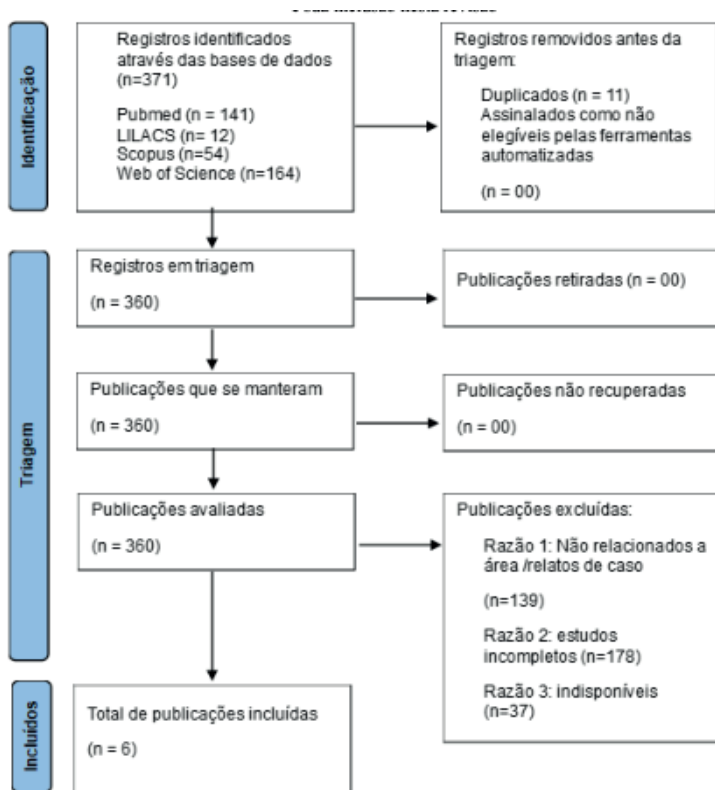 Identificação
Registros identificados
através das bases de dados
(n=371)
Pubmed (n = 141)
LILACS (n= 12)
Scopus (n=54)
Web of Science (n=164)
Registros removidos antes da
triagem:
Duplicados (n = 11)
Assinalados como não
elegíveis pelas ferramentas
automatizadas
(n = 00)
Triagem
Registros em triagem
(n = 360)
Publicações retiradas (n = 00)
Publicações que se manteram
(n = 360)
Publicações não recuperadas
(n = 00)
Publicações avaliadas
(n = 360)
Publicações excluídas:
Razão 1: Não relacionados a
área /relatos de caso
(n=139)
Razão 2: estudos
incompletos (n=178)
Razão 3: indisponíveis
(n=37)
Incluídos
Total de publicações incluídas
(n = 6)